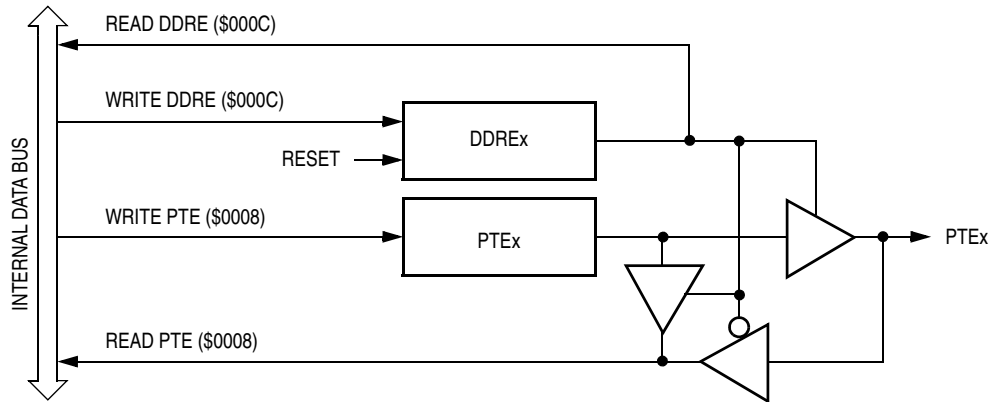 READ DDRE ($000C)
WRITE DDRE ($000C)
DDREx
RESET
WRITE PTE ($0008)
PTEx
PTEx
READ PTE ($0008)
INTERNAL DATA BUS